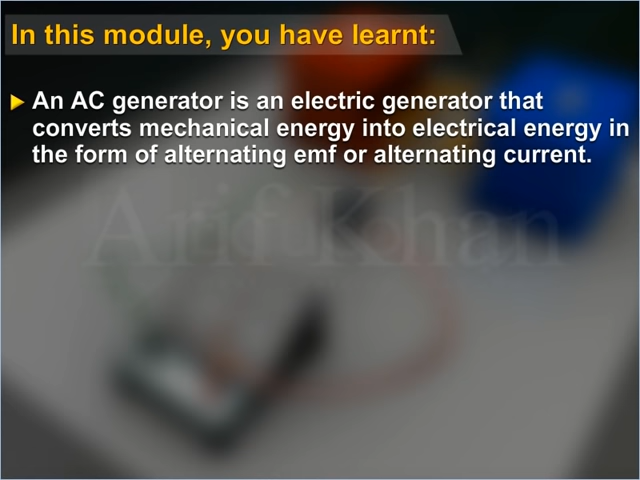 In this module, you have learnt:
An AC generator is an electric generator that
converts mechanical energy into electrical energy in
the form of alternating emf or alternating current.
Arif Khan